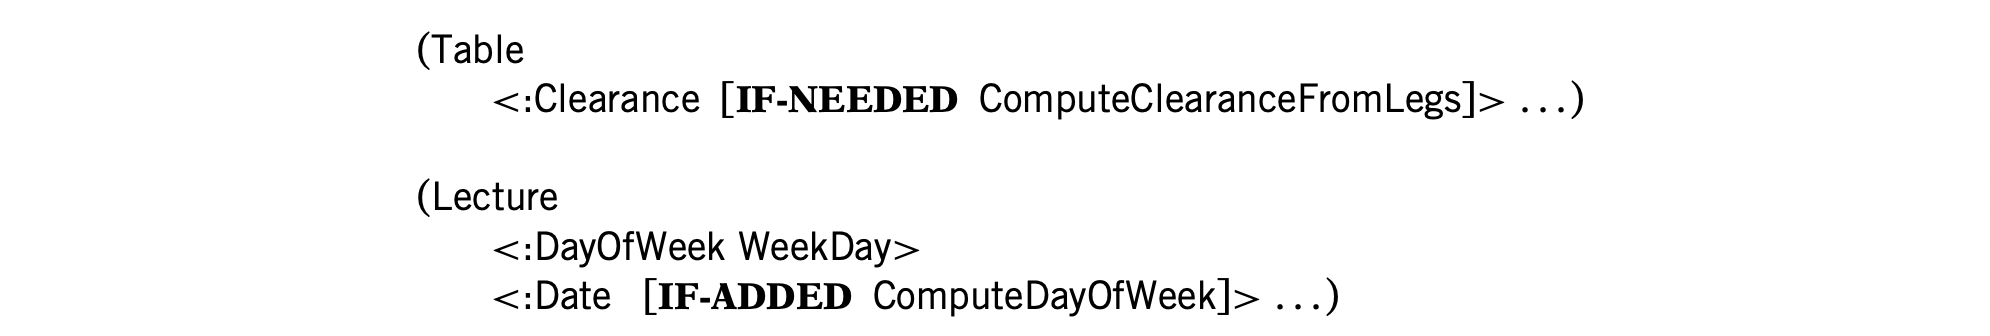 (Table
<:Clearance [IF-NEEDED ComputeClearanceFromLegs]> ...)
(Lecture
<:DayOfWeek WeekDay>
<:Date [IF-ADDED ComputeDayOfWeek]> ...)